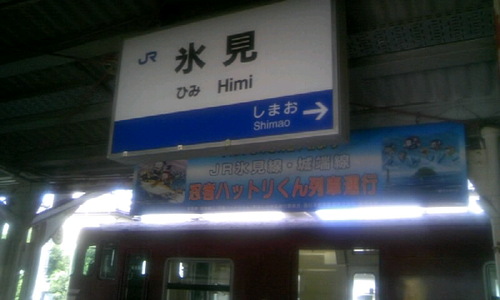 JR 氷見
ひみ Himi
しまお
Shimao
JR氷見線・城端線
忍者ハットリくん列車運行